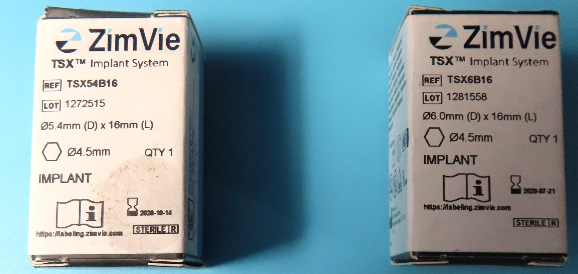 ZimVie
TSX™ Implant System
REF TSX54B16
LOT 1272515
Ø5.4mm (D) x 16mm (L)
Ø4.5mm QTY 1
IMPLANT
2028-10-14
https://labeling.zimvie.com
STERILE R
ZimVie
TSX™ Implant System
REF TSX6B16
LOT 1281558
Ø6.0mm (D) x 16mm (L)
Ø4.5mm QTY 1
IMPLANT
2029-07-21
https://labeling.zimvie.com
STERILE R